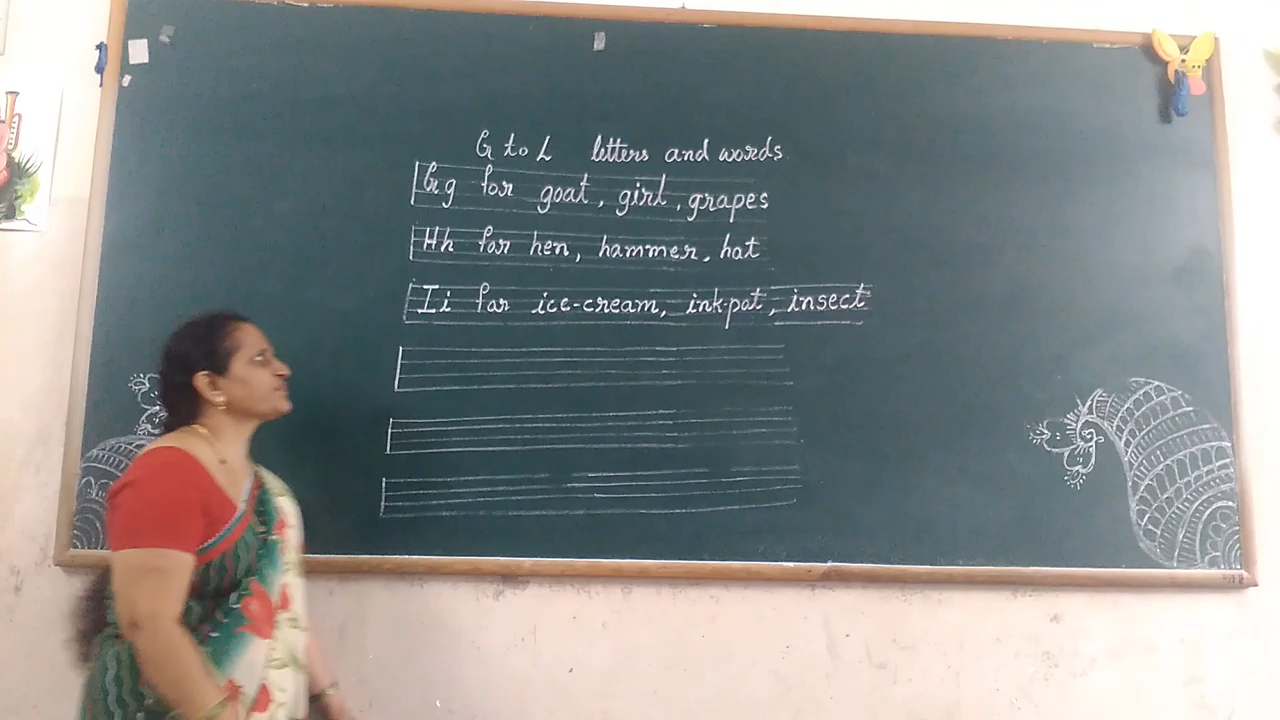 G to L letters and words
Gg for goat, girl, grapes
Hh for hen, hammer, hat
Ii for ice-cream, ink-pot, insect